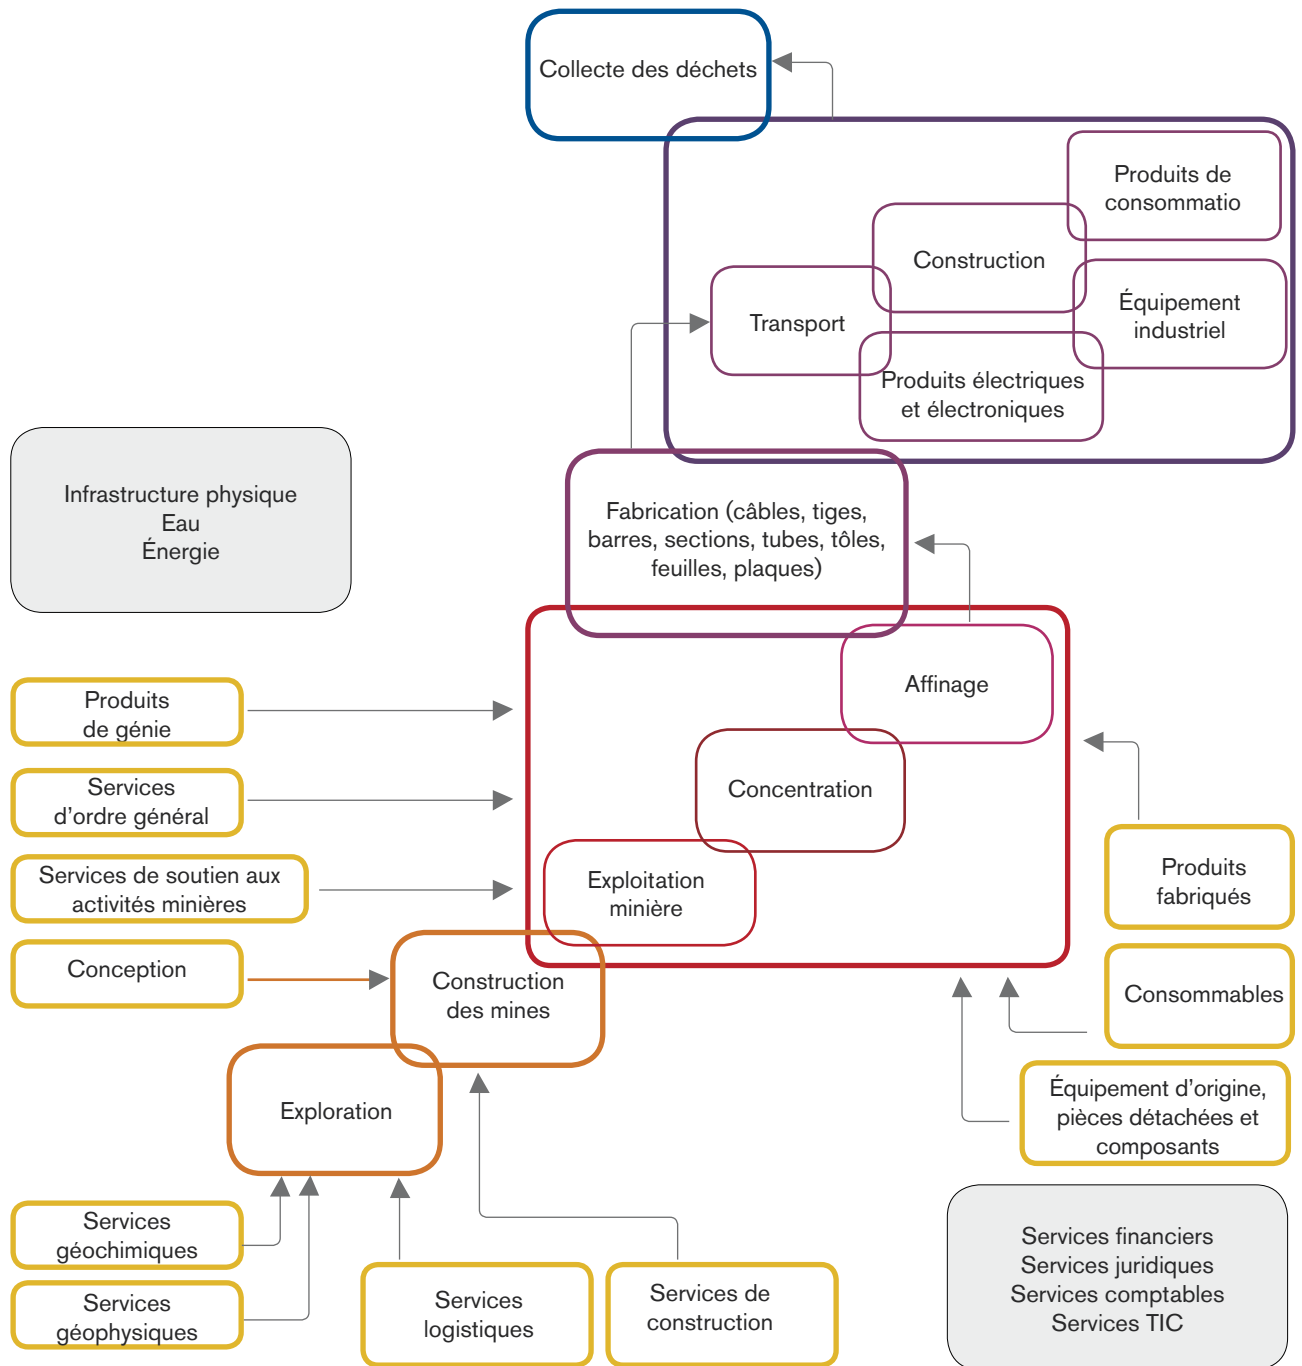 Collecte des déchets
Produits de
consommatio
Construction
Équipement
industriel
Transport
Produits électriques
et électroniques
Infrastructure physique
Eau
Énergie
Fabrication (câbles, tiges,
barres, sections, tubes, tôles,
feuilles, plaques)
Affinage
Produits
de génie
Concentration
Services
d'ordre général
Exploitation
minière
Services de soutien aux
activités minières
Produits
fabriqués
Conception
Construction
des mines
Consommables
Exploration
Équipement d'origine,
pièces détachées et
composants
Services
géochimiques
Services
géophysiques
Services
logistiques
Services de
construction
Services financiers
Services juridiques
Services comptables
Services TIC